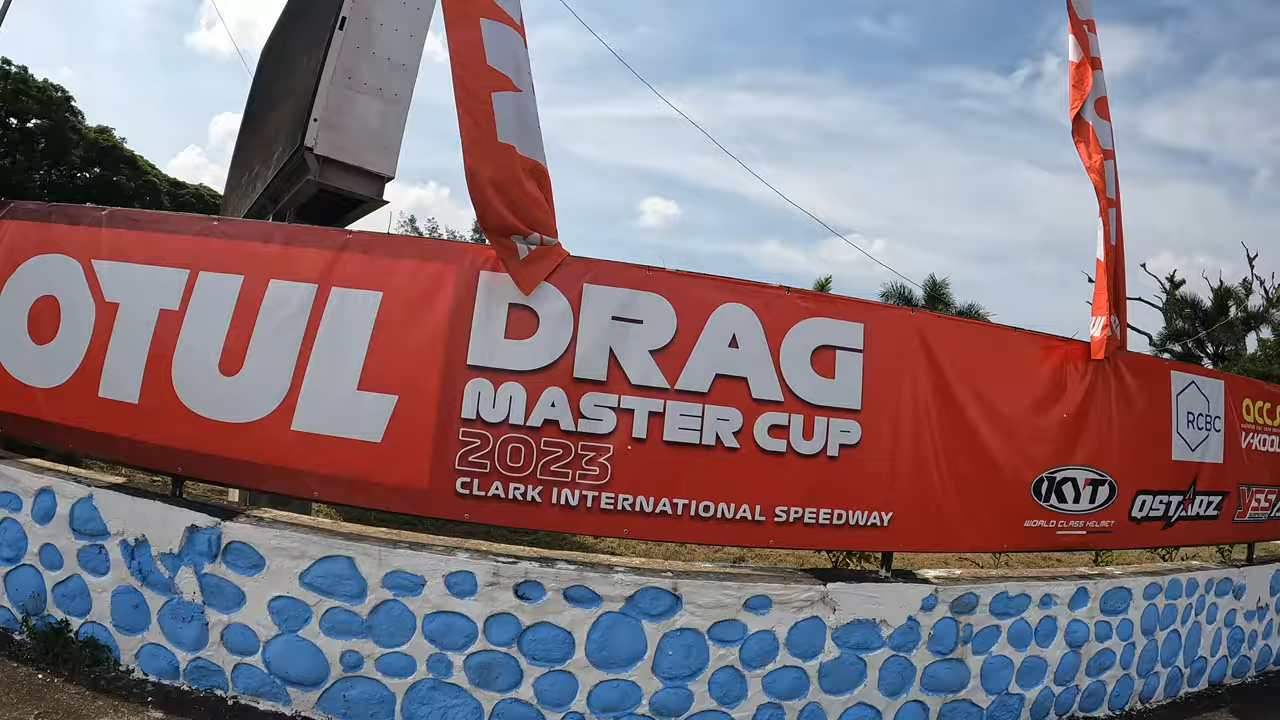 OTUL
DRAG
MASTER CUP
2023
CLARK INTERNATIONAL SPEEDWAY
RCBC
V-KOOL
KYT
WORLD CLASS HELMET
QSTARZ